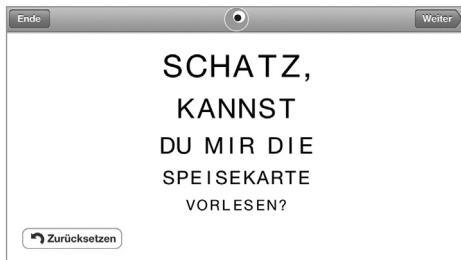 Ende
Weiter
SCHATZ,
KANNST
DU MIR DIE
SPEISEKARTE
VORLESEN?
Zurücksetzen